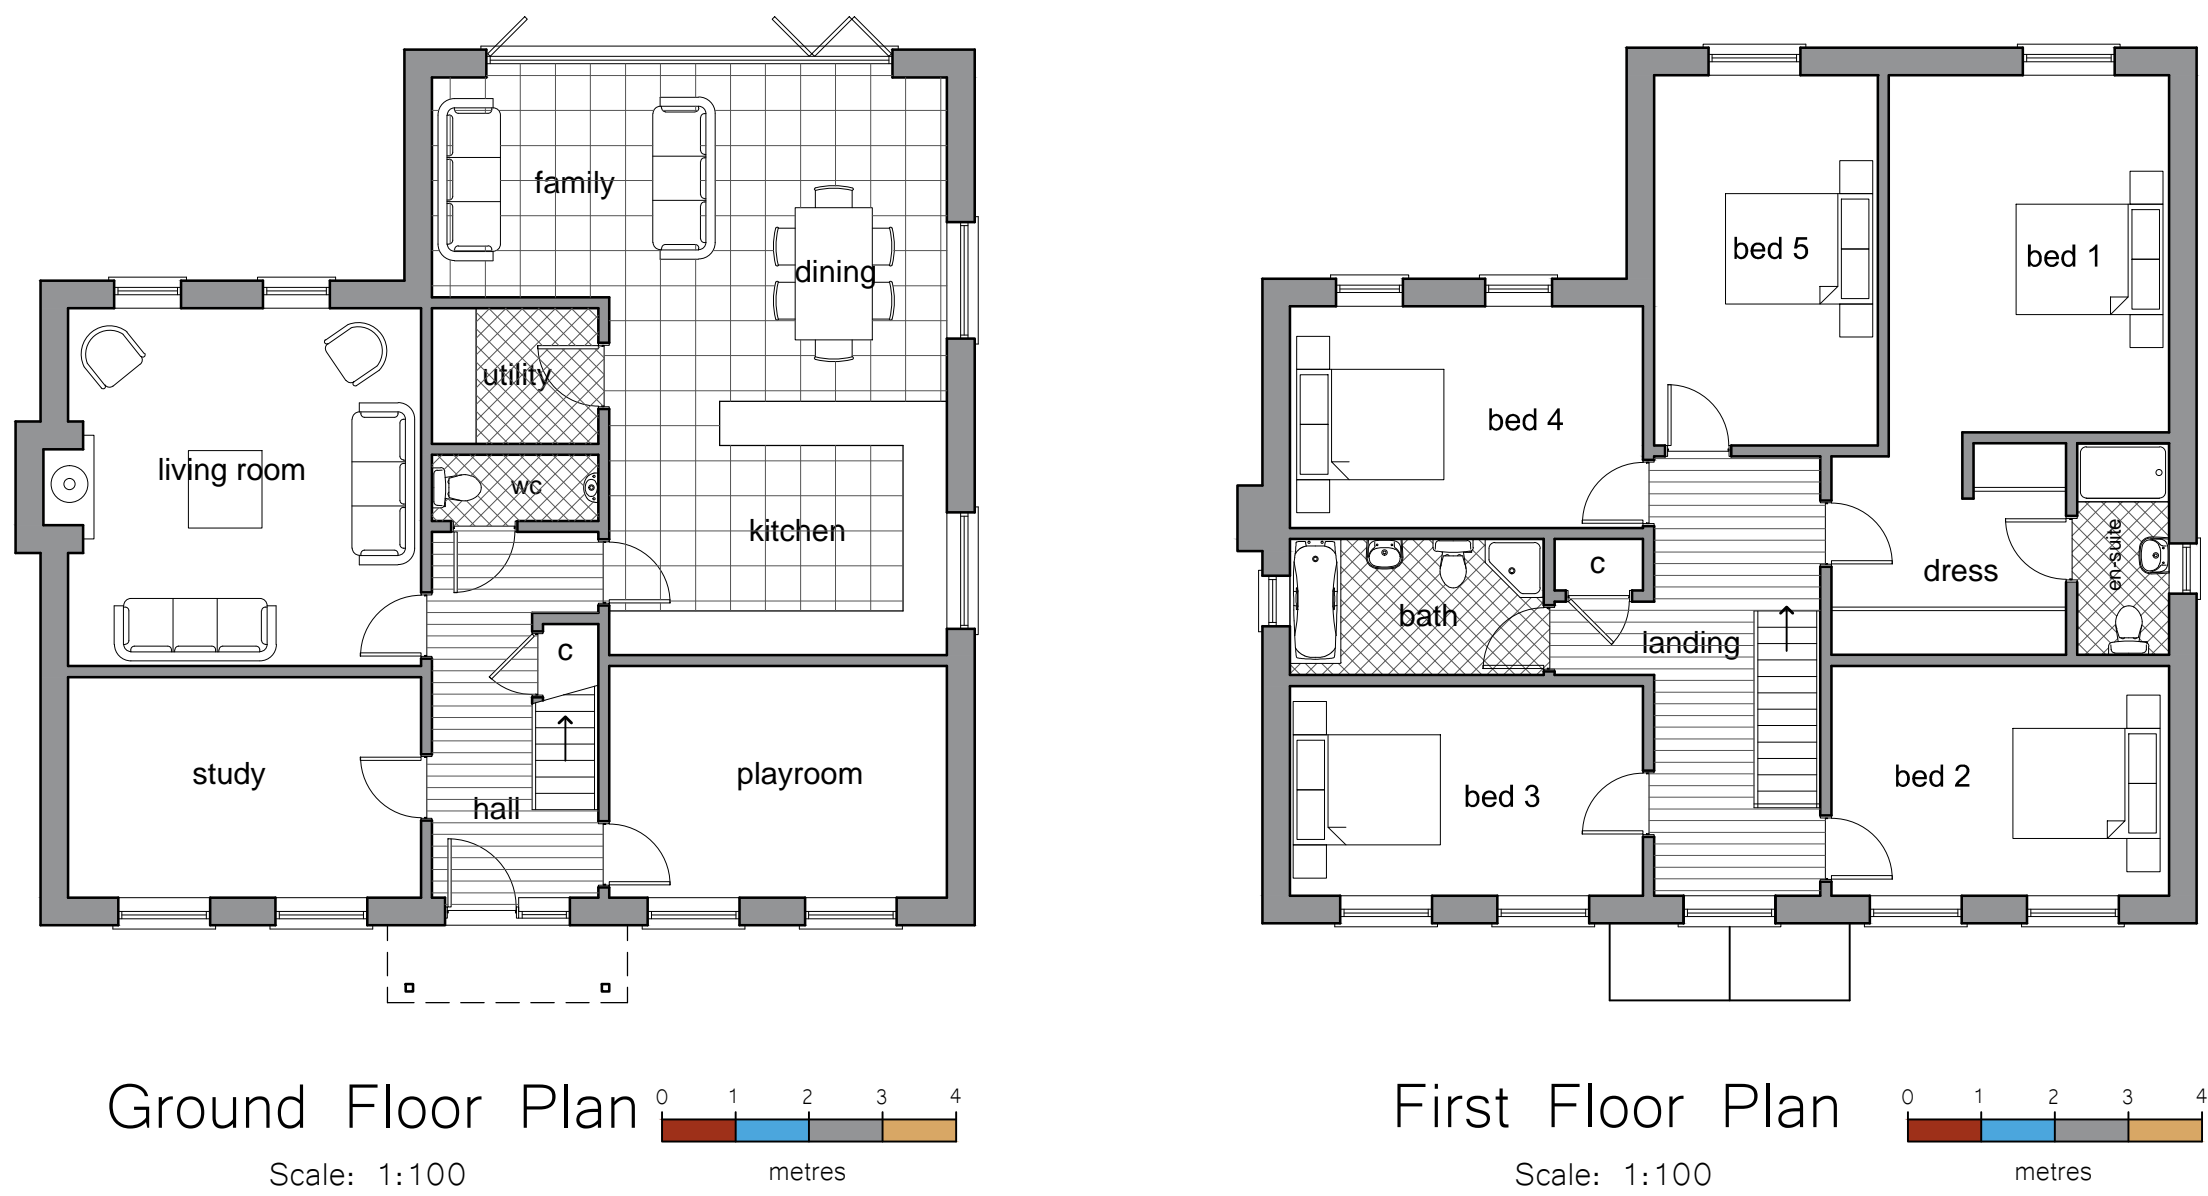 family
dining
utility
living room
wc
kitchen
c
study
playroom
hall
Ground Floor Plan
0 1 2 3 4
Scale: 1:100
metres
bed 5
bed 1
bed 4
en-suite
c
dress
bath
landing
bed 3
bed 2
First Floor Plan
0 1 2 3 4
Scale: 1:100
metres